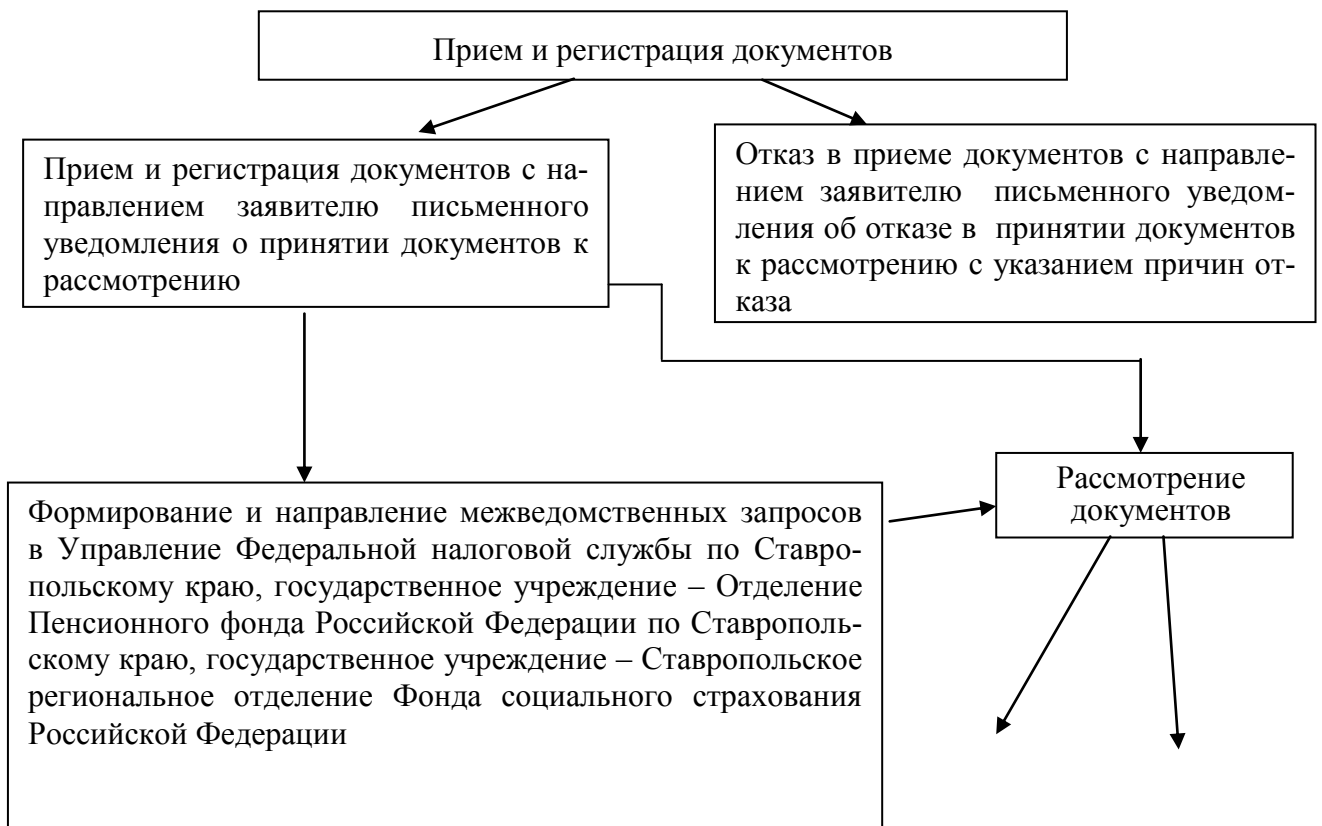 Прием и регистрация документов
Прием и регистрация документов с на-
правлением заявителю письменного
уведомления о принятии документов к
рассмотрению
Отказ в приеме документов с направле-
нием заявителю письменного уведом-
ления об отказе в принятии документов
к рассмотрению с указанием причин от-
каза
Рассмотрение
документов
Формирование и направление межведомственных запросов
в Управление Федеральной налоговой службы по Ставро-
польскому краю, государственное учреждение – Отделение
Пенсионного фонда Российской Федерации по Ставрополь-
скому краю, государственное учреждение – Ставропольское
региональное отделение Фонда социального страхования
Российской Федерации